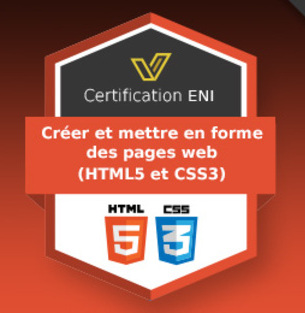 Certification ENI
Créer et mettre en forme
des pages web
(HTML5 et CSS3)
HTML CSS
5 3